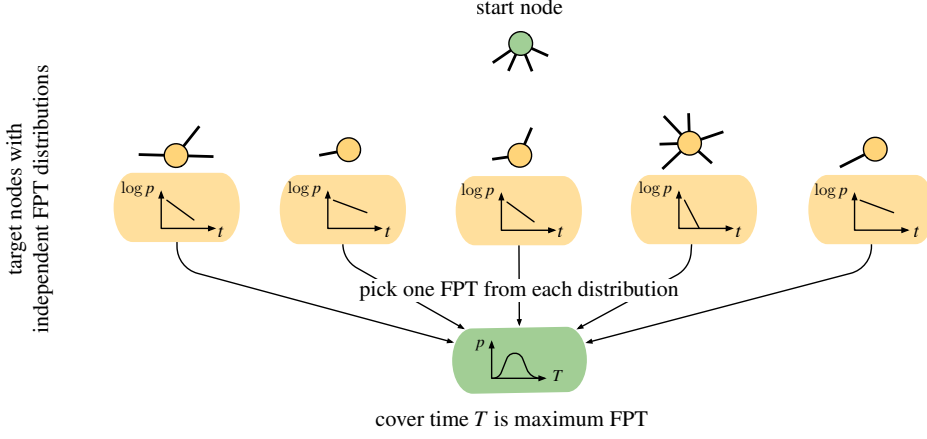 start node
target nodes with
independent FPT distributions
log p
t
log p
t
log p
t
log p
t
log p
t
pick one FPT from each distribution
p
T
cover time T is maximum FPT